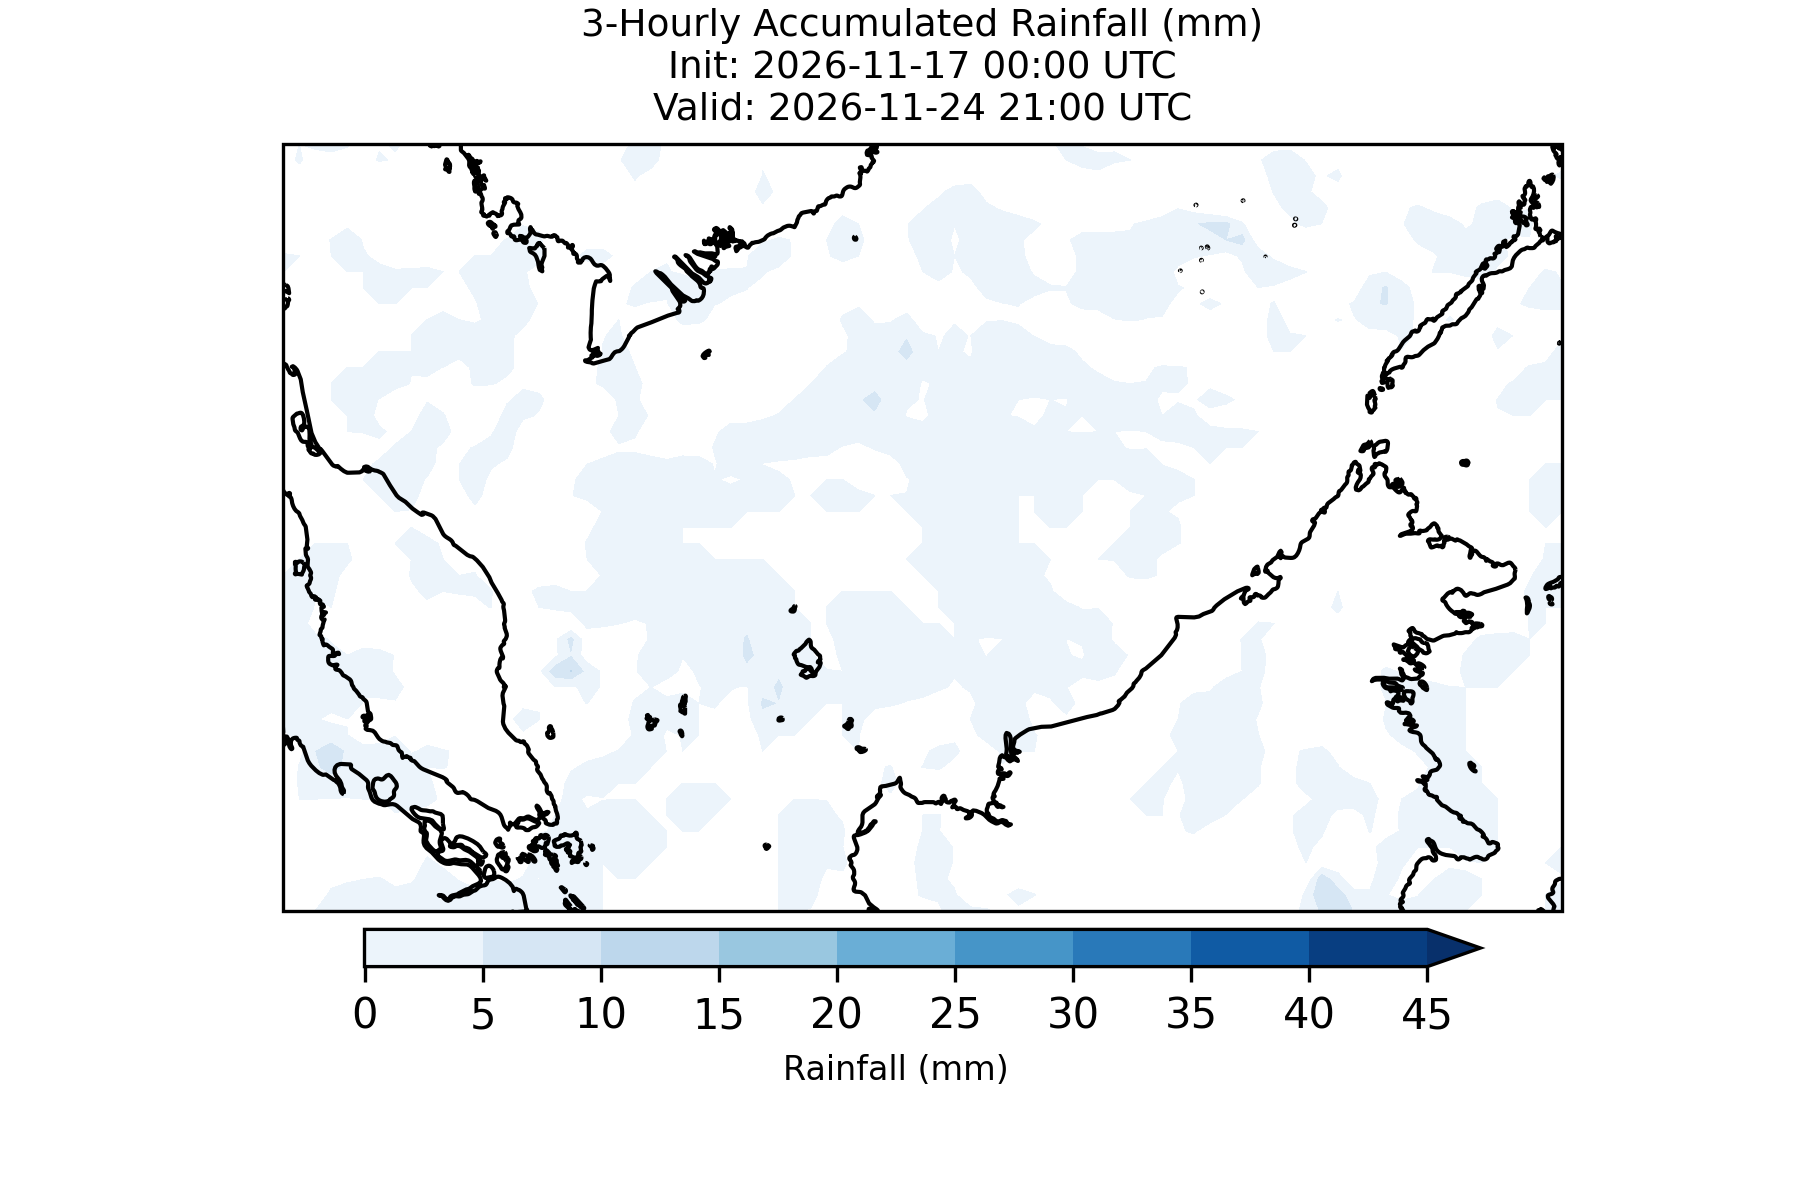 3-Hourly Accumulated Rainfall (mm)
Init: 2026-11-17 00:00 UTC
Valid: 2026-11-24 21:00 UTC
0 5 10 15 20 25 30 35 40 45
Rainfall (mm)